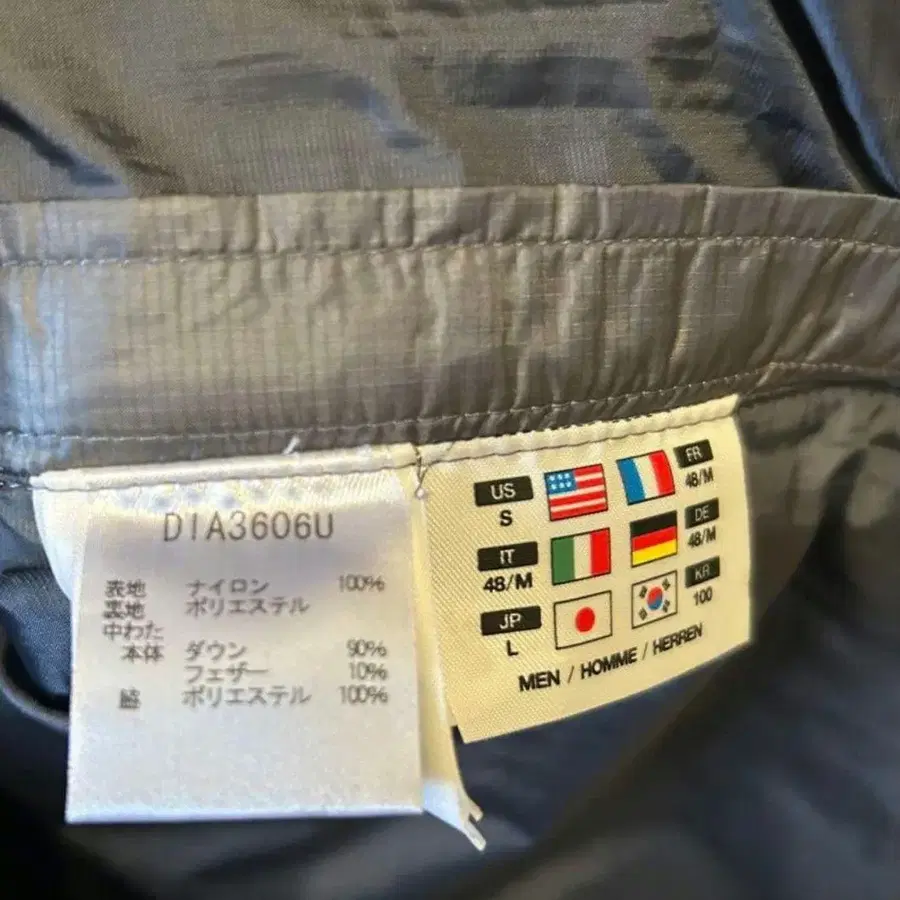 D1A3606U
表地 ナイロン 100%
裏地 ポリエステル
中わた
本体 ダウン 90%
フェザー 10%
脇 ポリエステル 100%
US FR
S 48/M
IT DE
48/M 48/M
JP KR
L 100
MEN / HOMME / HERREN